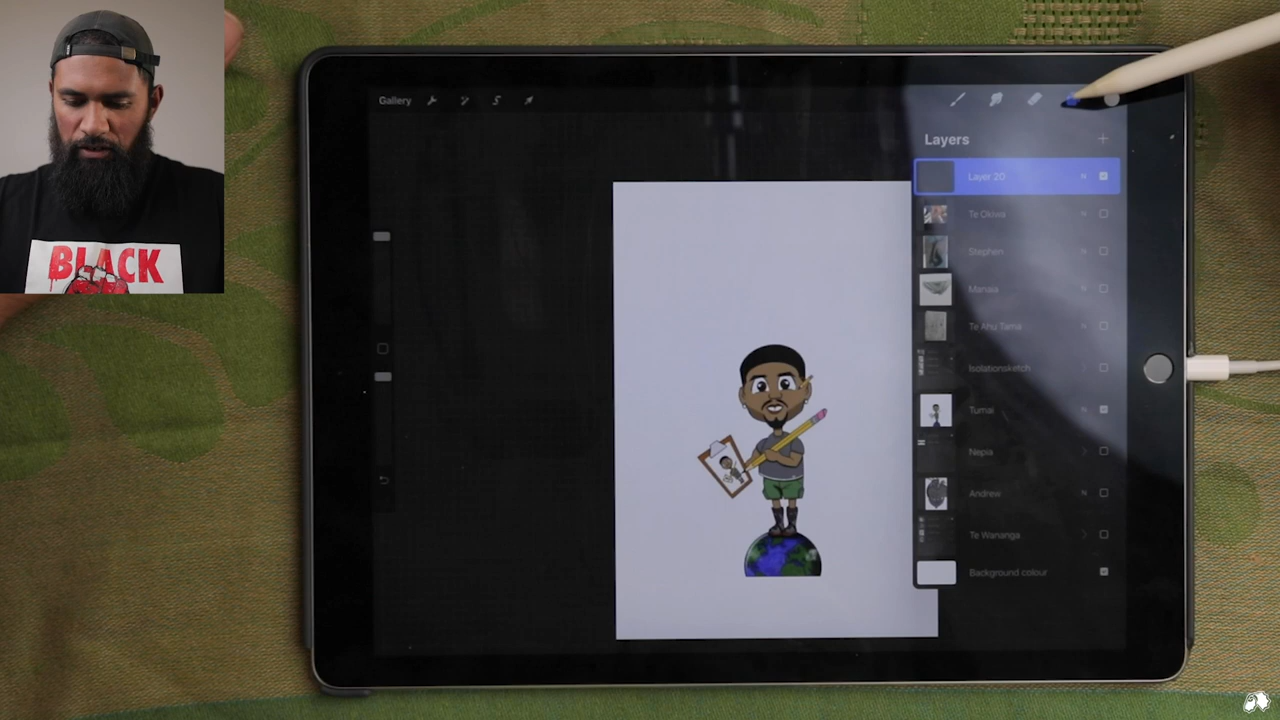 BLACK
Gallery
Layers
Layer 20
N
Te Okiwa
N
Stephen
N
Manaia
N
Te Ahu Tama
N
Isolationsketch
Tumai
N
Nepia
Andrew
N
Te Wananga
Background colour